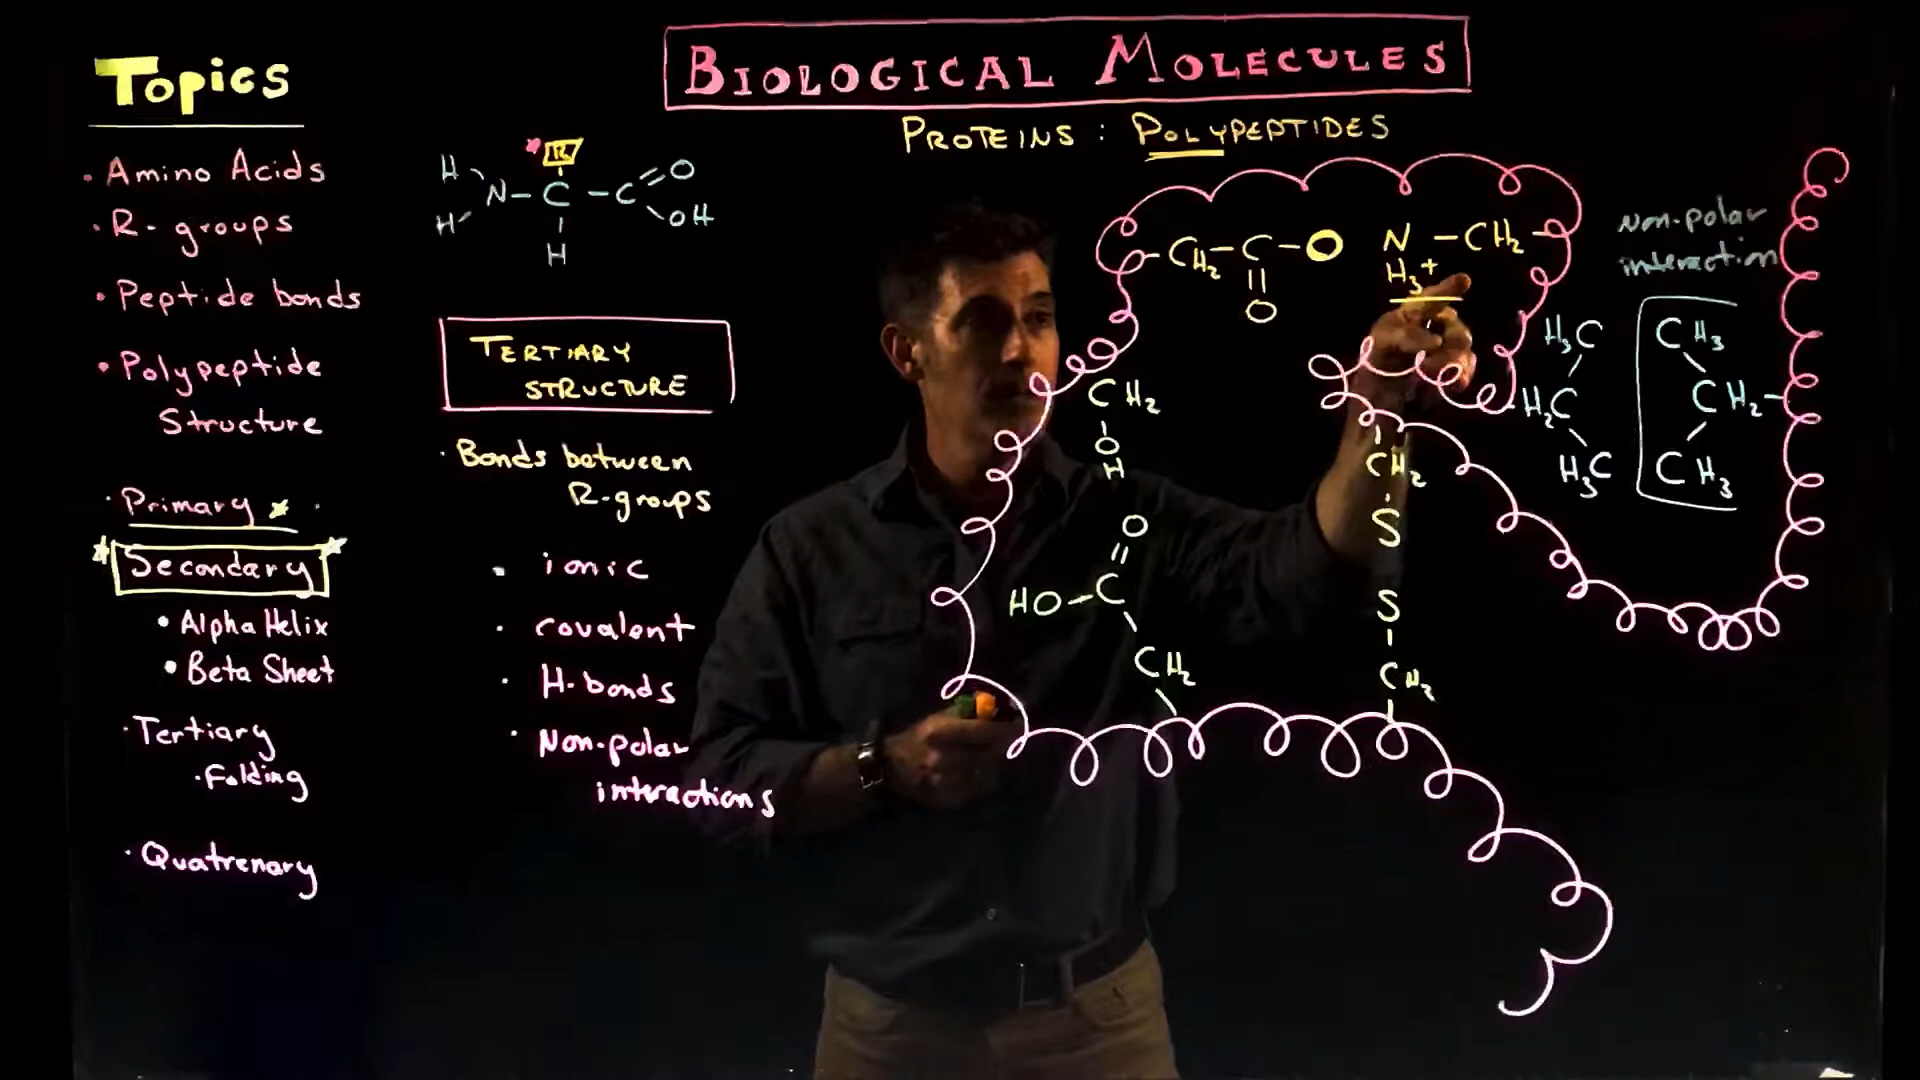 BIOLOGICAL MOLECULES
PROTEINS : POLYPEPTIDES
Topics
• Amino Acids
• R-groups
• Peptide bonds
• Polypeptide
Structure
• Primary
Secondary
• Alpha Helix
• Beta Sheet
• Tertiary
• Folding
• Quatrenary
R
H
N – C – C = O
H
OH
H
TERTIARY
STRUCTURE
• Bonds between
R-groups
• ionic
• covalent
• H-bonds
• Non-polar
interactions
CH2 – C – O
O
N – CH2
H3+
Non-polar
interaction
CH2
O
H
O
HO – C
CH2
CH2
S
S
CH2
H3C
H2C
H3C
CH3
CH2
CH3